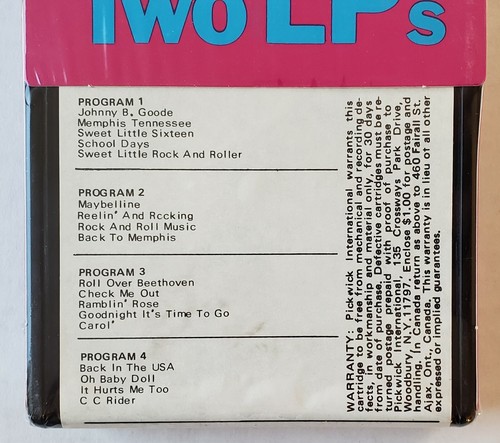 Two LPs
PROGRAM 1
Johnny B. Goode
Memphis Tennessee
Sweet Little Sixteen
School Days
Sweet Little Rock And Roller
PROGRAM 2
Maybelline
Reelin' And Rccking
Rock And Roll Music
Back To Memphis
PROGRAM 3
Roll Over Beethoven
Check Me Out
Ramblin' Rose
Goodnight It's Time To Go
Carol'
PROGRAM 4
Back In The USA
Oh Baby Doll
It Hurts Me Too
C C Rider
WARRANTY: Pickwick International warrants this
cartridge to be free from mechanical and recording de-
fects, in workmanship and material only, for 30 days
from date of purchase. Defective cartridges must be re-
turned postage prepaid with proof of purchase to
Pickwick International, 135 Crossways Park Drive,
Woodbury, N.Y. 11797. Enclose $1.00 for postage and
handling. In Canada return as above to 460 Fairall St.
Ajax, Ont., Canada. This warranty is in lieu of all other
expressed or implied guarantees.